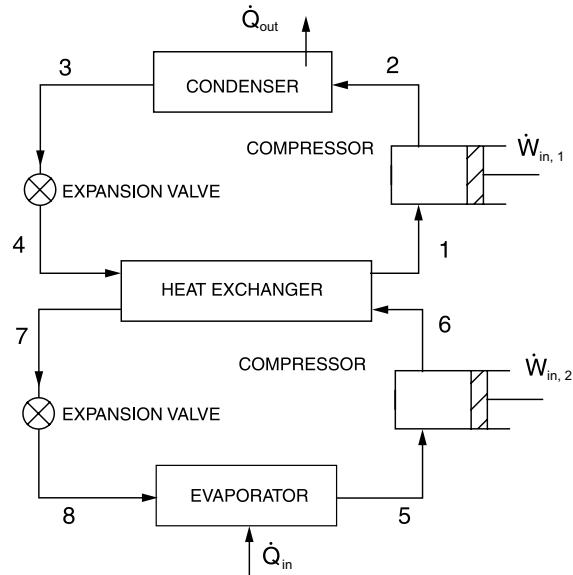 Q̇out
3
2
CONDENSER
COMPRESSOR
Ẇin, 1
EXPANSION VALVE
4
1
HEAT EXCHANGER
7
6
COMPRESSOR
Ẇin, 2
EXPANSION VALVE
EVAPORATOR
8
5
Q̇in